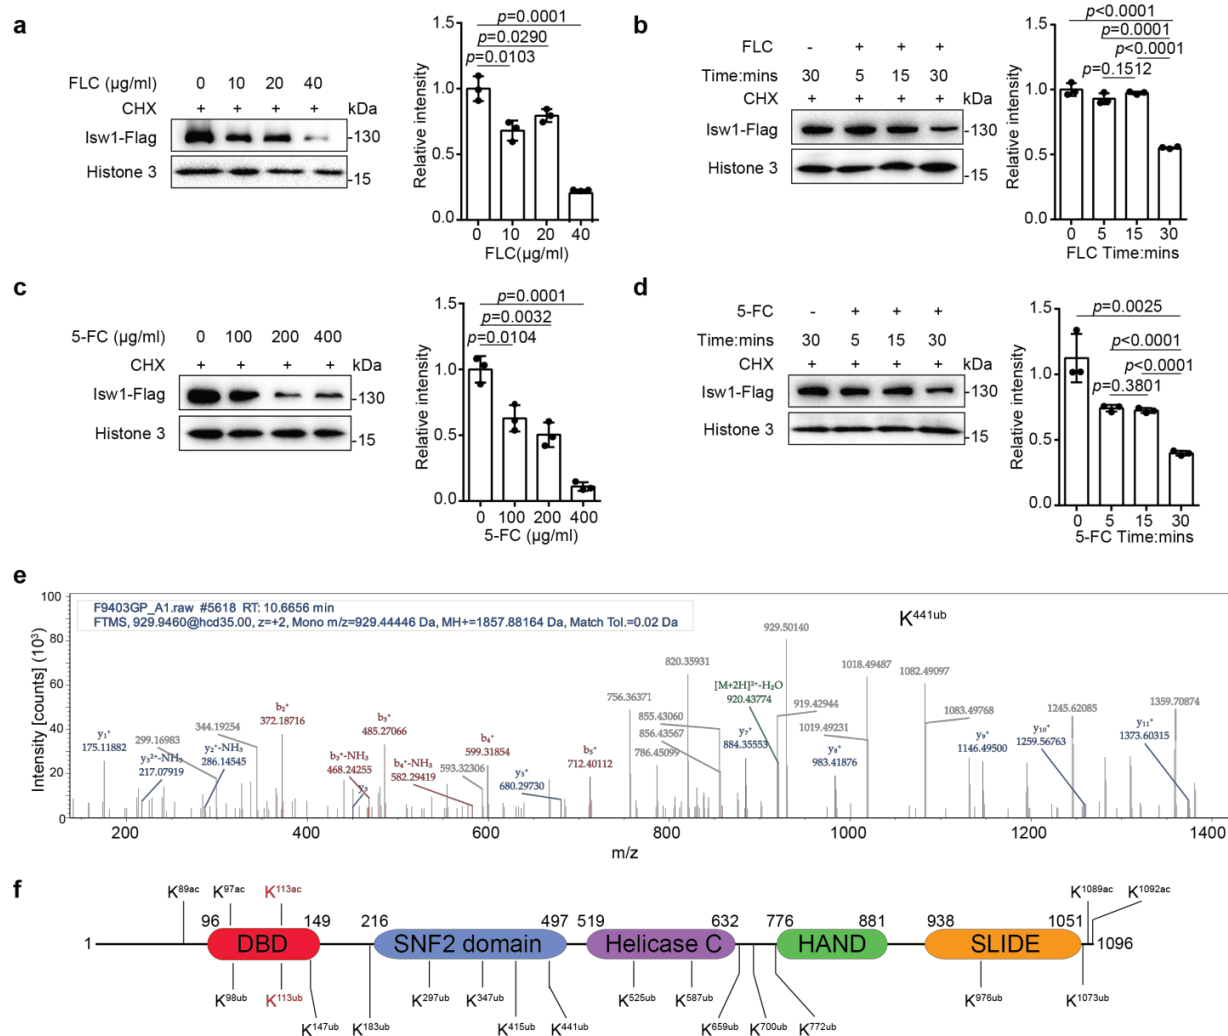 a
FLC (µg/ml) 0 10 20 40
CHX + + + + kDa
Isw1-Flag -130
Histone 3 -15
Relative intensity
1.5
1.0
0.5
0.0
p=0.0001
p=0.0290
p=0.0103
0 10 20 40
FLC(µg/ml)
b
FLC - + + +
Time:mins 30 5 15 30
CHX + + + + kDa
Isw1-Flag -130
Histone 3 -15
Relative intensity
1.5
1.0
0.5
0.0
p<0.0001
p=0.0001
p<0.0001
p=0.1512
0 5 15 30
FLC Time:mins
c
5-FC (µg/ml) 0 100 200 400
CHX + + + + kDa
Isw1-Flag -130
Histone 3 -15
Relative intensity
1.5
1.0
0.5
0.0
p=0.0001
p=0.0032
p=0.0104
0 100 200 400
5-FC (µg/ml)
d
5-FC - + + +
Time:mins 30 5 15 30
CHX + + + + kDa
Isw1-Flag -130
Histone 3 -15
Relative intensity
1.5
1.0
0.5
0.0
p=0.0025
p<0.0001
p<0.0001
p=0.3801
0 5 15 30
5-FC Time:mins
e
Intensity [counts] (10³)
100
80
60
40
20
0
F9403GP_A1.raw #5618 RT: 10.6656 min
FTMS, 929.9460@hcd35.00, z=+2, Mono m/z=929.44446 Da, MH+=1857.88164 Da, Match Tol.=0.02 Da
K441ub
y₁⁺
175.11882
y₃²⁺-NH₃
217.07919
299.16983
y₂⁺-NH₃
286.14545
344.19254
b₂⁺
372.18716
b₃⁺-NH₃
468.24255
y₃
b₃⁺
485.27066
b₄⁺-NH₃
582.29419
593.32306
b₄⁺
599.31854
y₅⁺
680.29730
b₅⁺
712.40112
756.36371
786.45099
820.35931
855.43060
856.43567
y₇⁺
884.35553
[M+2H]²⁺-H₂O
920.43774
919.42944
929.50140
y₈⁺
983.41876
1018.49487
1019.49231
1082.49097
1083.49768
y₉⁺
1146.49500
1245.62085
y₁₀⁺
1259.56763
1359.70874
y₁₁⁺
1373.60315
200 400 600 800 1000 1200 1400
m/z
f
K89ac K97ac K113ac K1089ac K1092ac
96 149 216 497 519 632 776 881 938 1051
1 DBD SNF2 domain Helicase C HAND SLIDE 1096
K98ub K113ub K297ub K347ub K525ub K587ub K976ub K1073ub
K147ub K183ub K415ub K441ub K659ub K700ub K772ub